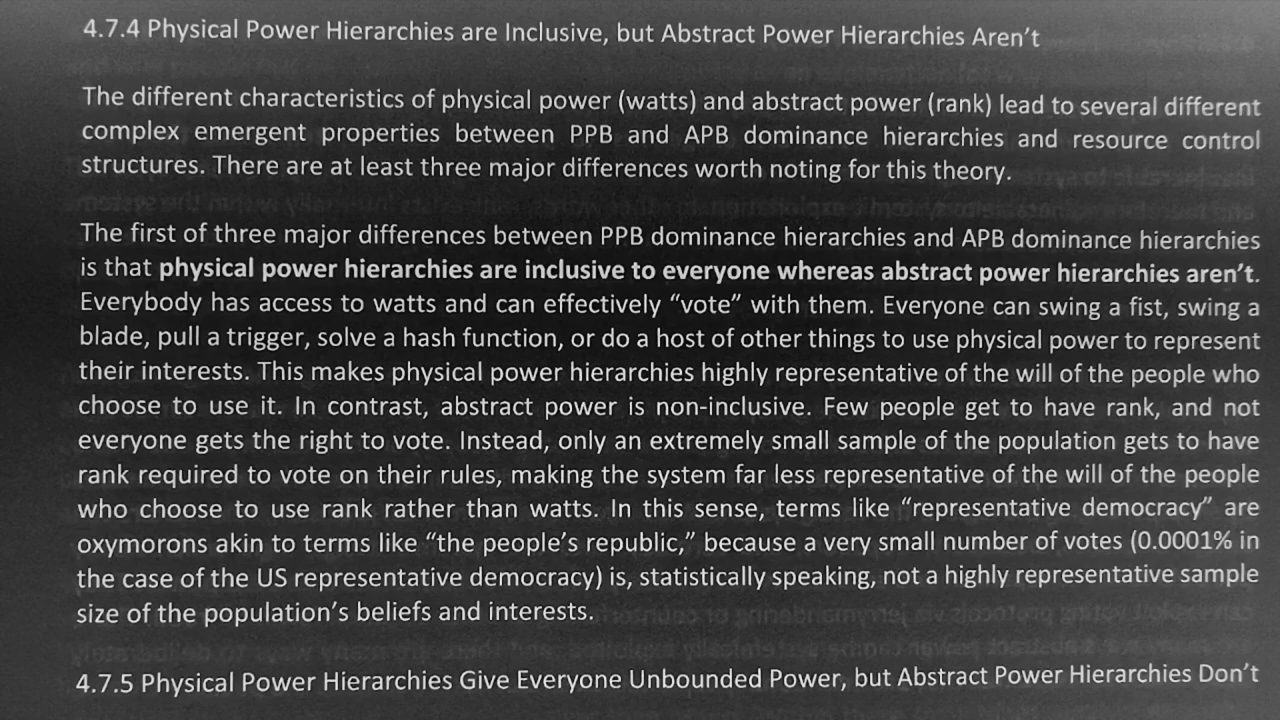 4.7.4 Physical Power Hierarchies are Inclusive, but Abstract Power Hierarchies Aren't
The different characteristics of physical power (watts) and abstract power (rank) lead to several different
complex emergent properties between PPB and APB dominance hierarchies and resource control
structures. There are at least three major differences worth noting for this theory.
The first of three major differences between PPB dominance hierarchies and APB dominance hierarchies
is that physical power hierarchies are inclusive to everyone whereas abstract power hierarchies aren't.
Everybody has access to watts and can effectively "vote" with them. Everyone can swing a fist, swing a
blade, pull a trigger, solve a hash function, or do a host of other things to use physical power to represent
their interests. This makes physical power hierarchies highly representative of the will of the people who
choose to use it. In contrast, abstract power is non-inclusive. Few people get to have rank, and not
everyone gets the right to vote. Instead, only an extremely small sample of the population gets to have
rank required to vote on their rules, making the system far less representative of the will of the people
who choose to use rank rather than watts. In this sense, terms like "representative democracy" are
oxymorons akin to terms like "the people's republic," because a very small number of votes (0.0001% in
the case of the US representative democracy) is, statistically speaking, not a highly representative sample
size of the population's beliefs and interests.
4.7.5 Physical Power Hierarchies Give Everyone Unbounded Power, but Abstract Power Hierarchies Don't